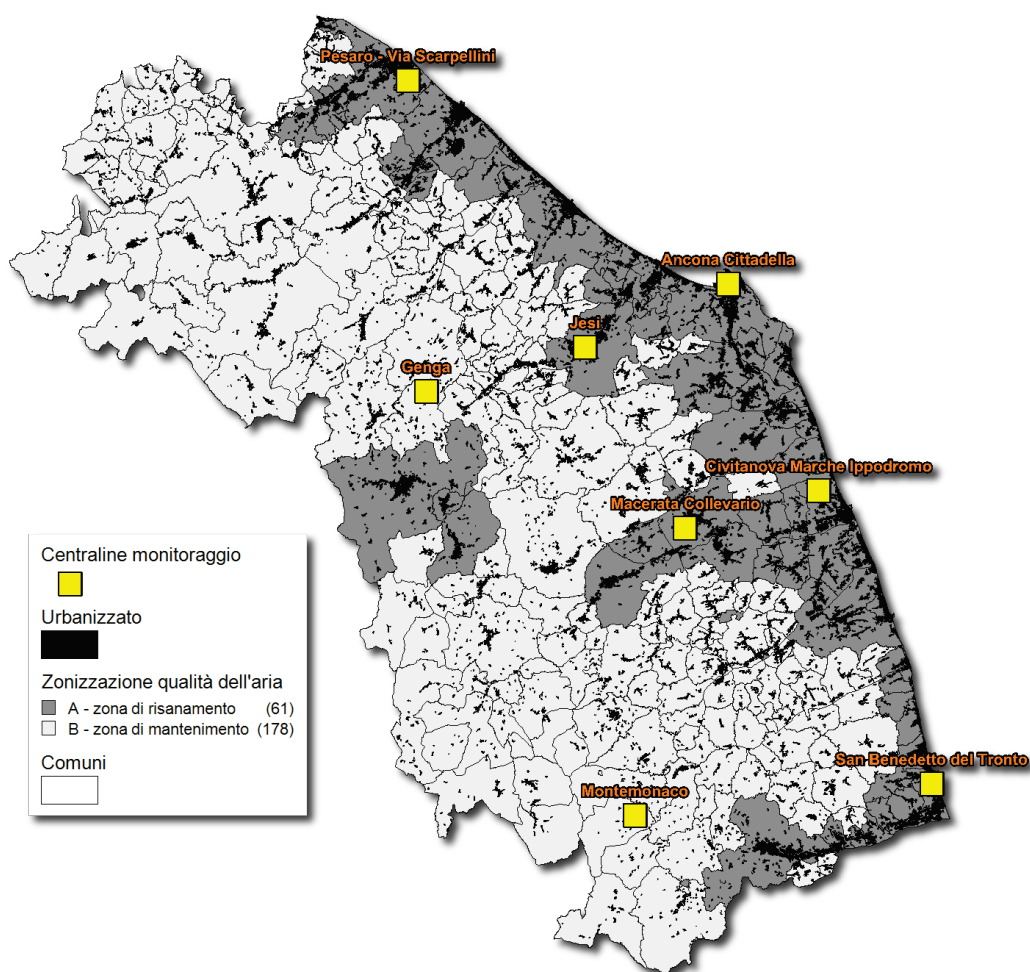 Pesaro - Via Scarpellini
Ancona Cittadella
Jesi
Genga
Civitanova Marche Ippodromo
Macerata Collevario
San Benedetto del Tronto
Montemonaco
Centraline monitoraggio
Urbanizzato
Zonizzazione qualità dell'aria
A - zona di risanamento (61)
B - zona di mantenimento (178)
Comuni